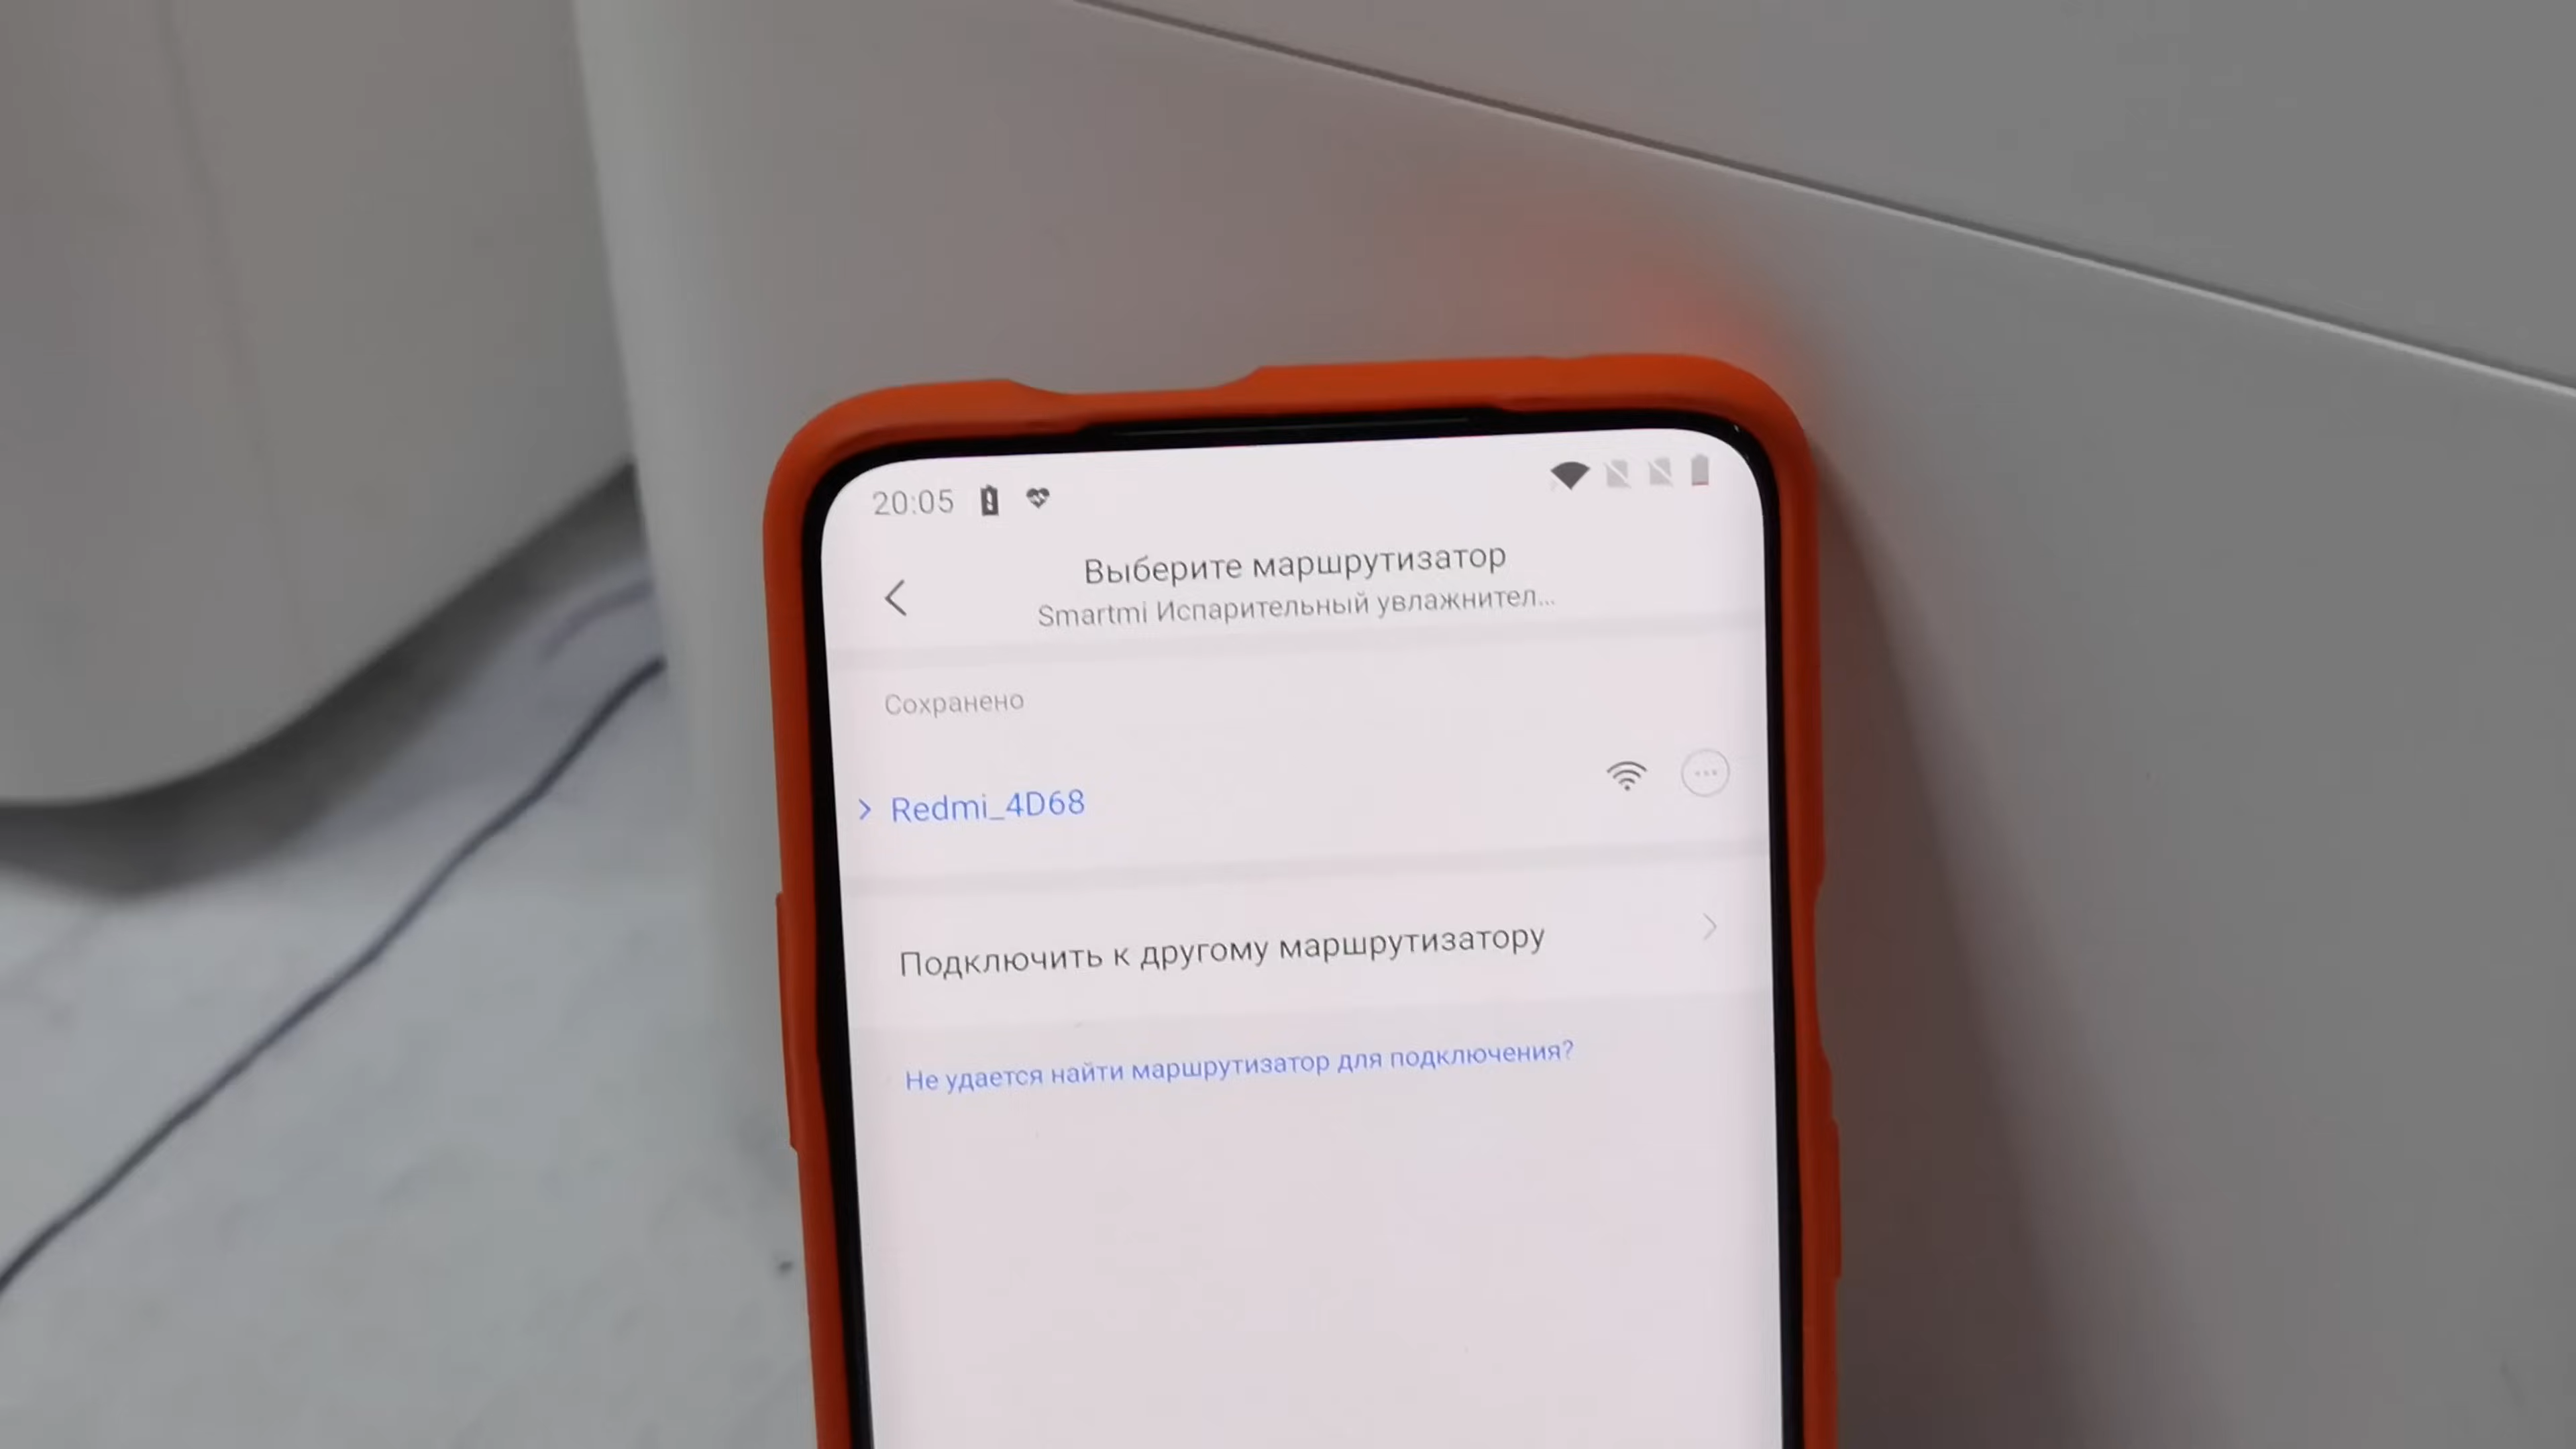 20:05
Выберите маршрутизатор
Smartmi Испарительный увлажнител...
Сохранено
Redmi_4D68
Подключить к другому маршрутизатору
Не удается найти маршрутизатор для подключения?